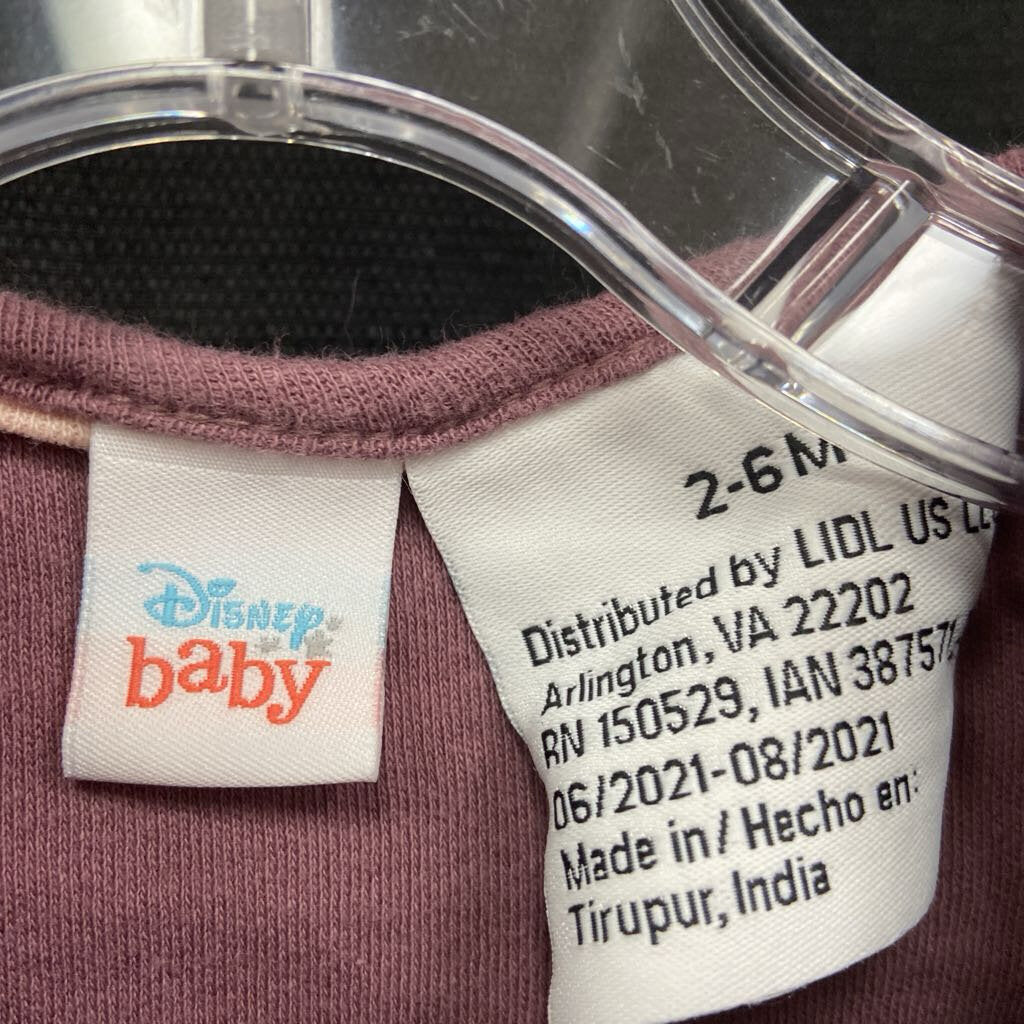 Disney
baby
2-6 M
Distributed by LIDL US
Arlington, VA 22202
RN 150529, IAN
06/2021-08/2021
Made in / Hecho en:
Tirupur, India